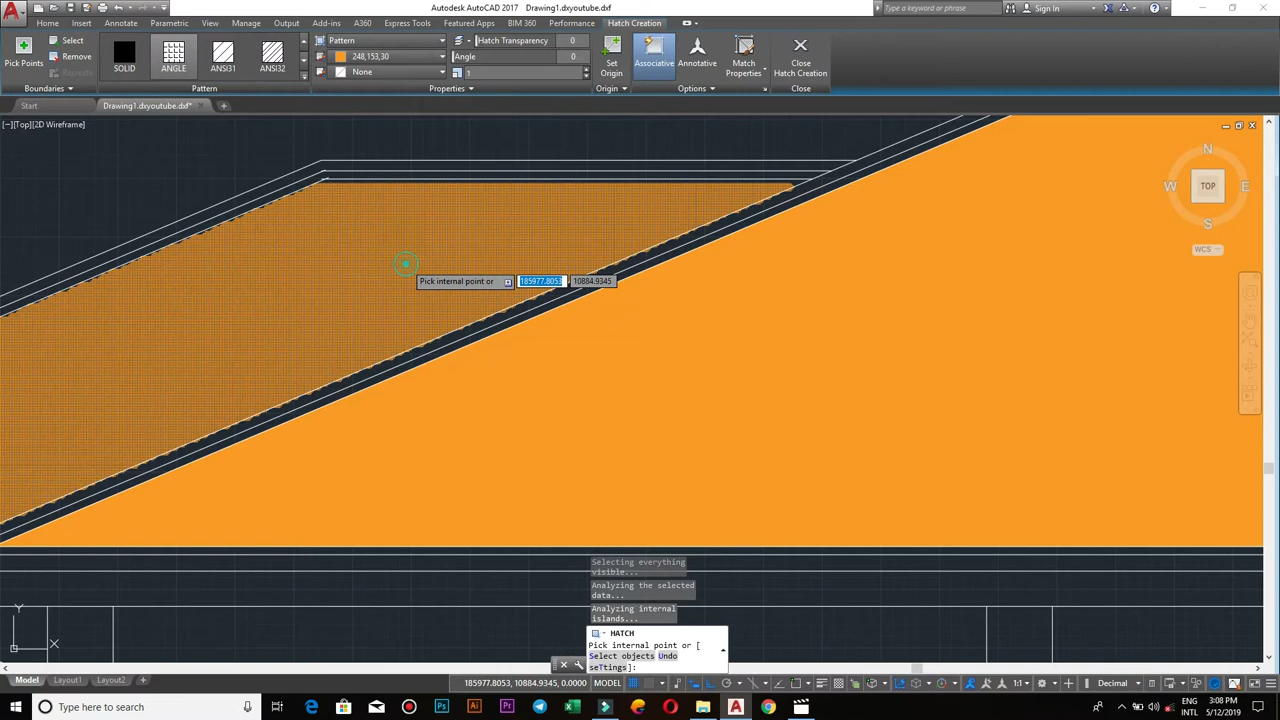 Autodesk AutoCAD 2017 Drawing1.dxyoutube.dxf
Type a keyword or phrase
Sign In
Home Insert Annotate Parametric View Manage Output Add-ins A360 Express Tools Featured Apps BIM 360 Performance Hatch Creation
Pick Points
Select
Remove
Recreate
Boundaries
SOLID
ANGLE
ANSI31
ANSI32
Pattern
Pattern
248,153,30
None
Hatch Transparency 0
Angle 0
1
Properties
Set
Origin
Origin
Associative
Annotative
Match
Properties
Options
Close
Hatch Creation
Close
Start
Drawing1.dxyoutube.dxf*
[−][Top][2D Wireframe]
N
W TOP E
S
WCS
Pick internal point or 185977.8053 10884.9345
Selecting everything
visible...
Analyzing the selected
data...
Analyzing internal
islands...
- HATCH
Pick internal point or [
Select objects Undo
seTtings]:
Y
X
Model Layout1 Layout2
185977.8053, 10884.9345, 0.0000 MODEL
1:1
Decimal
Type here to search
ENG
INTL
3:08 PM
5/12/2019